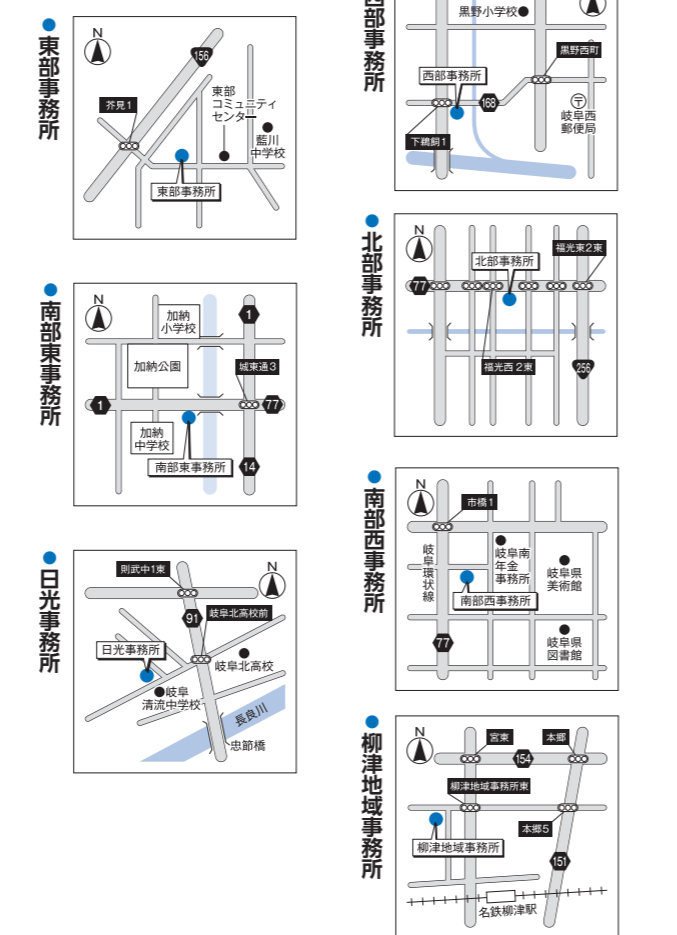 東部事務所
N
156
芥見1
東部
コミュニティ
センター
藍川
中学校
東部事務所
南部東事務所
N
加納
小学校
1
加納公園
城東通3
1
77
加納
中学校
南部東事務所
14
日光事務所
則武中1東
N
91
岐阜北高校前
日光事務所
岐阜北高校
岐阜
清流中学校
長良川
忠節橋
西部事務所
黒野小学校
黒野西町
西部事務所
168
〒
岐阜西
郵便局
下鵜飼1
北部事務所
N
福光東2東
北部事務所
77
福光西2東
256
南部西事務所
N
市橋1
岐阜環状線
岐阜南
年金
事務所
岐阜県
美術館
南部西事務所
77
岐阜県
図書館
柳津地域事務所
N
宮東
本郷
154
柳津地域事務所東
本郷5
柳津地域事務所
151
名鉄柳津駅